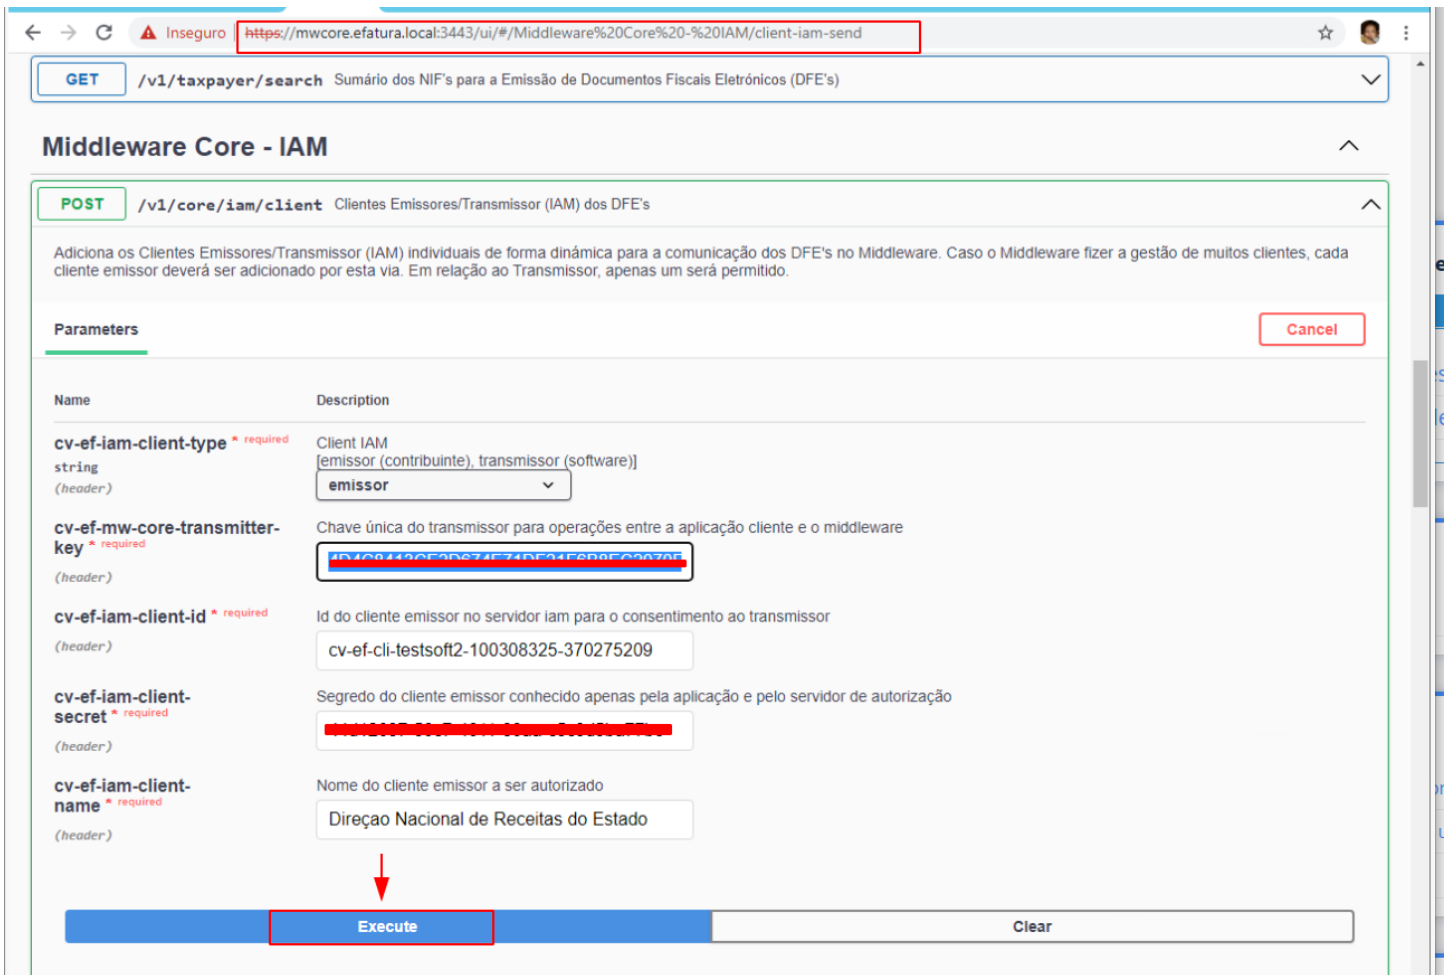 Inseguro
https://mwcore.efatura.local:3443/ui/#/Middleware%20Core%20-%20IAM/client-iam-send
GET /v1/taxpayer/search Sumário dos NIF's para a Emissão de Documentos Fiscais Eletrónicos (DFE's)
Middleware Core - IAM
POST /v1/core/iam/client Clientes Emissores/Transmissor (IAM) dos DFE's
Adiciona os Clientes Emissores/Transmissor (IAM) individuais de forma dinámica para a comunicação dos DFE's no Middleware. Caso o Middleware fizer a gestão de muitos clientes, cada
cliente emissor deverá ser adicionado por esta via. Em relação ao Transmissor, apenas um será permitido.
Parameters
Cancel
Name Description
cv-ef-iam-client-type * required
string
(header)
Client IAM
[emissor (contribuinte), transmissor (software)]
emissor
cv-ef-mw-core-transmitter-
key * required
(header)
Chave única do transmissor para operações entre a aplicação cliente e o middleware
cv-ef-iam-client-id * required
(header)
Id do cliente emissor no servidor iam para o consentimento ao transmissor
cv-ef-cli-testsoft2-100308325-370275209
cv-ef-iam-client-
secret * required
(header)
Segredo do cliente emissor conhecido apenas pela aplicação e pelo servidor de autorização
cv-ef-iam-client-
name * required
(header)
Nome do cliente emissor a ser autorizado
Direçao Nacional de Receitas do Estado
Execute
Clear